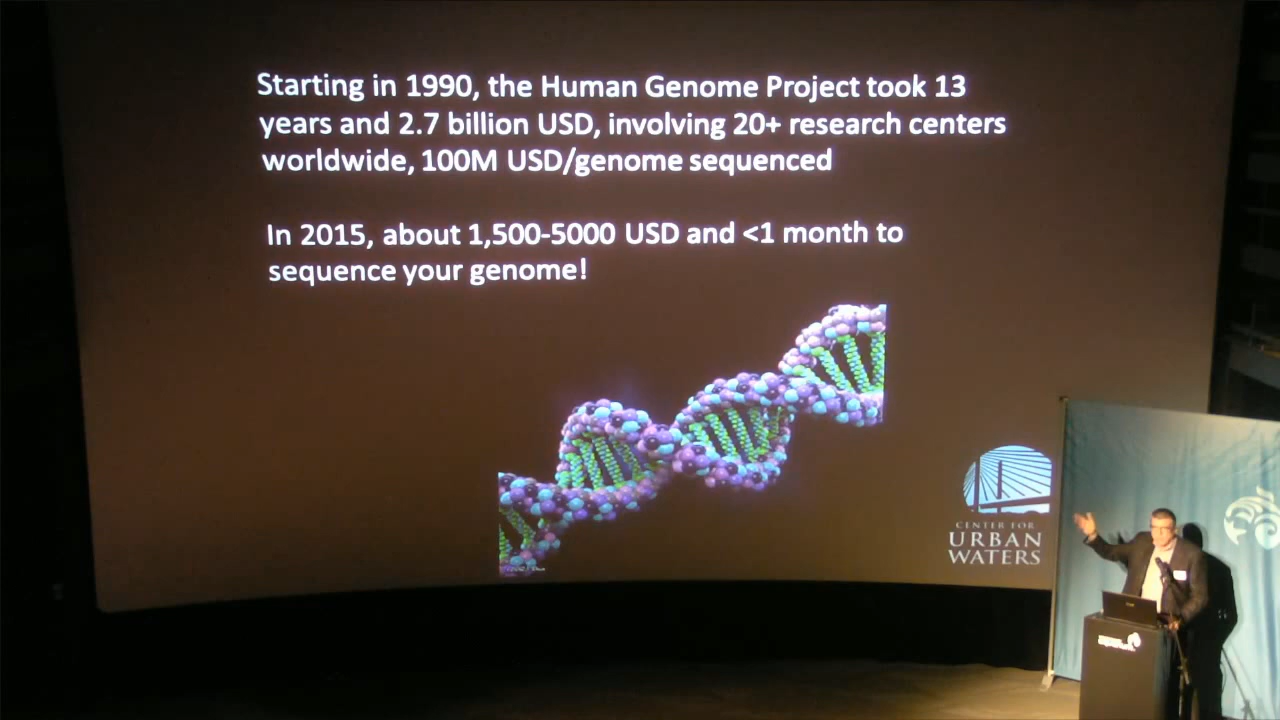 Starting in 1990, the Human Genome Project took 13
years and 2.7 billion USD, involving 20+ research centers
worldwide, 100M USD/genome sequenced
In 2015, about 1,500-5000 USD and <1 month to
sequence your genome!
CENTER FOR
URBAN
WATERS